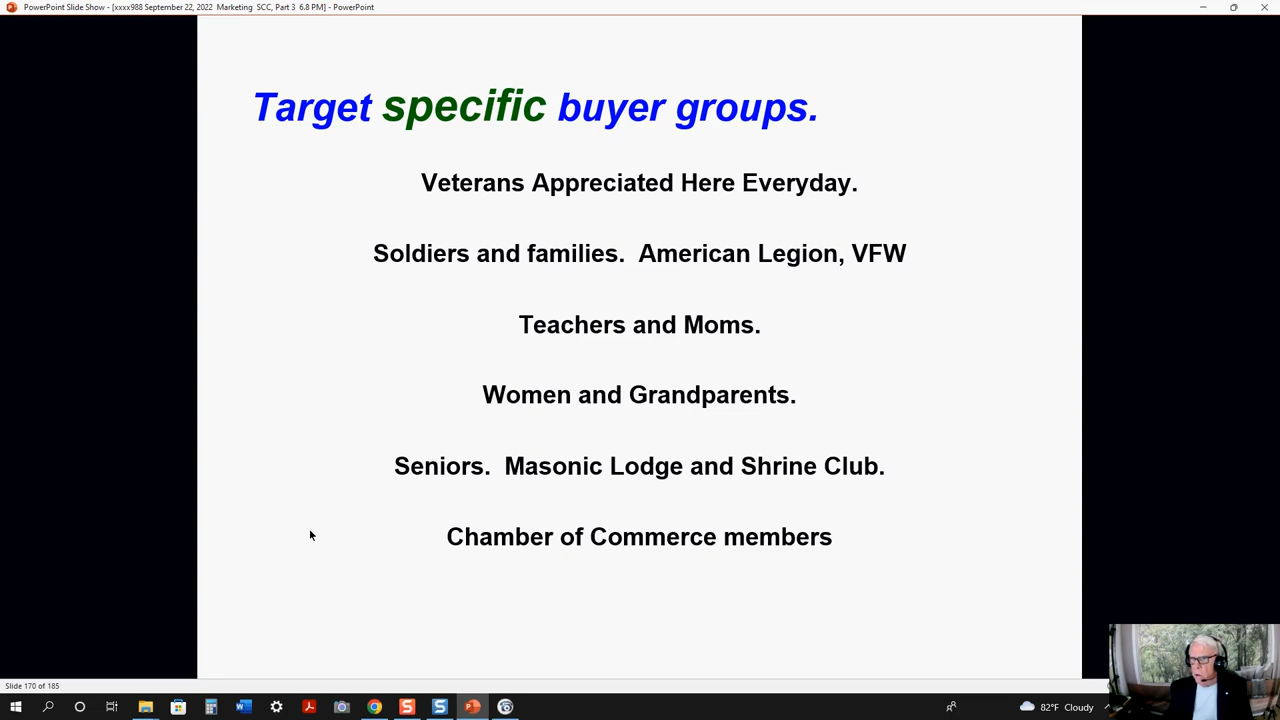 PowerPoint Slide Show - [xxxx988 September 22, 2022  Marketing  SCC, Part 3  6.8 PM] - PowerPoint
Target specific buyer groups.
Veterans Appreciated Here Everyday.
Soldiers and families.  American Legion, VFW
Teachers and Moms.
Women and Grandparents.
Seniors.  Masonic Lodge and Shrine Club.
Chamber of Commerce members
Slide 170 of 185
82°F  Cloudy